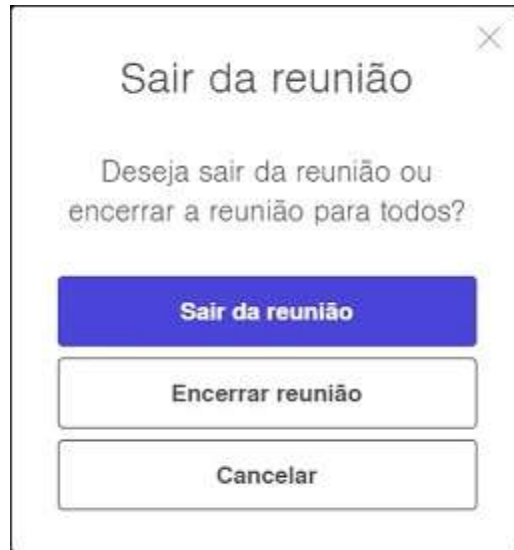 Sair da reunião
Deseja sair da reunião ou
encerrar a reunião para todos?
Sair da reunião
Encerrar reunião
Cancelar